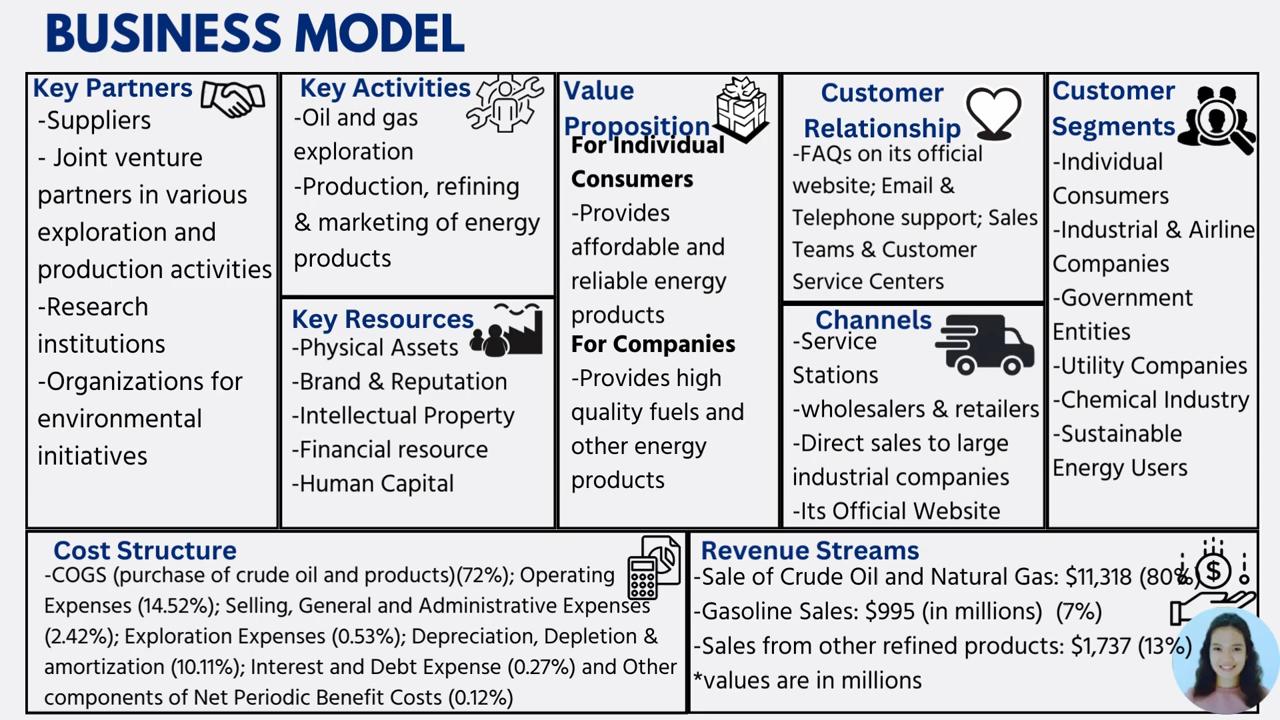 BUSINESS MODEL
Key Partners
-Suppliers
- Joint venture
partners in various
exploration and
production activities
-Research
institutions
-Organizations for
environmental
initiatives
Key Activities
-Oil and gas
exploration
-Production, refining
& marketing of energy
products
Key Resources
-Physical Assets
-Brand & Reputation
-Intellectual Property
-Financial resource
-Human Capital
Value
Proposition
For Individual
Consumers
-Provides
affordable and
reliable energy
products
For Companies
-Provides high
quality fuels and
other energy
products
Customer
Relationship
-FAQs on its official
website; Email &
Telephone support; Sales
Teams & Customer
Service Centers
Channels
-Service
Stations
-wholesalers & retailers
-Direct sales to large
industrial companies
-Its Official Website
Customer
Segments
-Individual
Consumers
-Industrial & Airline
Companies
-Government
Entities
-Utility Companies
-Chemical Industry
-Sustainable
Energy Users
Cost Structure
-COGS (purchase of crude oil and products)(72%); Operating
Expenses (14.52%); Selling, General and Administrative Expenses
(2.42%); Exploration Expenses (0.53%); Depreciation, Depletion &
amortization (10.11%); Interest and Debt Expense (0.27%) and Other
components of Net Periodic Benefit Costs (0.12%)
Revenue Streams
-Sale of Crude Oil and Natural Gas: $11,318 (80%)
-Gasoline Sales: $995 (in millions) (7%)
-Sales from other refined products: $1,737 (13%)
*values are in millions